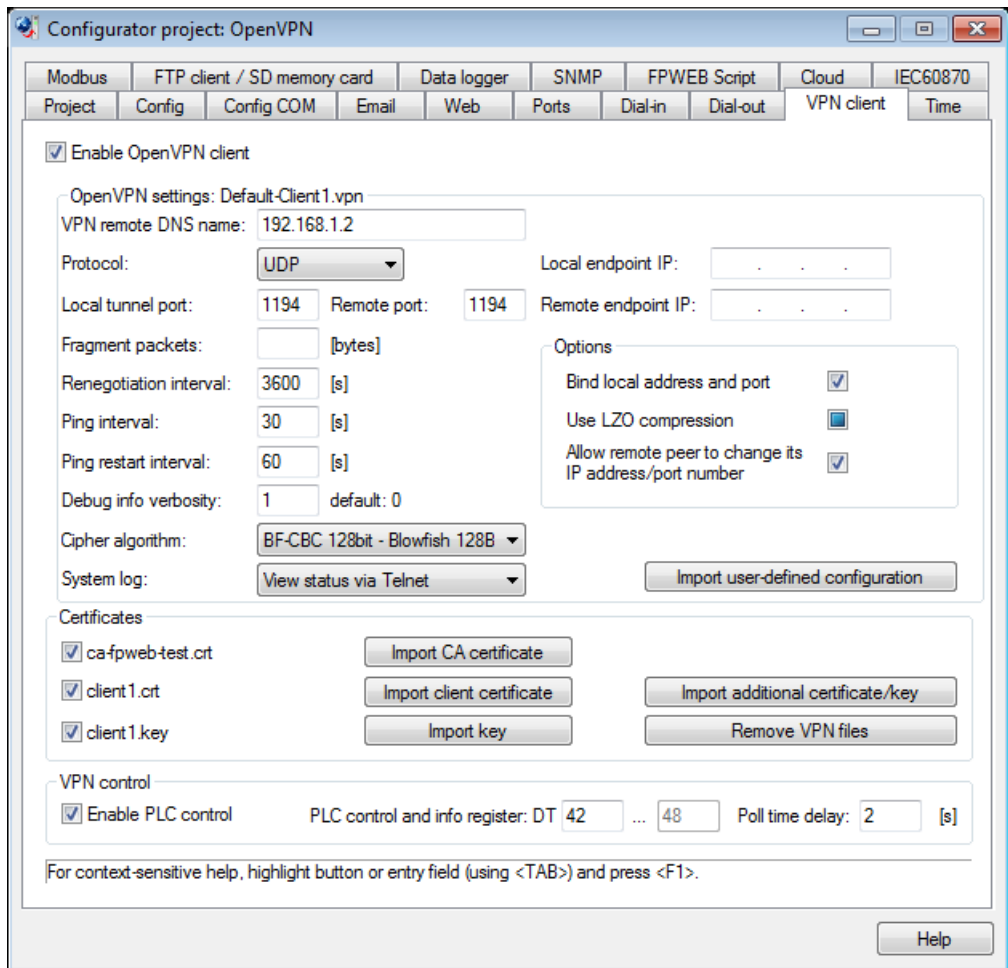 Configurator project: OpenVPN
Modbus FTP client / SD memory card Data logger SNMP FPWEB Script Cloud IEC60870
Project Config Config COM Email Web Ports Dial-in Dial-out VPN client Time
Enable OpenVPN client
OpenVPN settings: Default-Client1.vpn
VPN remote DNS name: 192.168.1.2
Protocol: UDP Local endpoint IP: . . .
Local tunnel port: 1194 Remote port: 1194 Remote endpoint IP: . . .
Fragment packets: [bytes] Options
Renegotiation interval: 3600 [s] Bind local address and port
Ping interval: 30 [s] Use LZO compression
Ping restart interval: 60 [s] Allow remote peer to change its
IP address/port number
Debug info verbosity: 1 default: 0
Cipher algorithm: BF-CBC 128bit - Blowfish 128B
System log: View status via Telnet Import user-defined configuration
Certificates
ca-fpweb-test.crt Import CA certificate
client1.crt Import client certificate Import additional certificate/key
client1.key Import key Remove VPN files
VPN control
Enable PLC control PLC control and info register: DT 42 ... 48 Poll time delay: 2 [s]
For context-sensitive help, highlight button or entry field (using <TAB>) and press <F1>.
Help